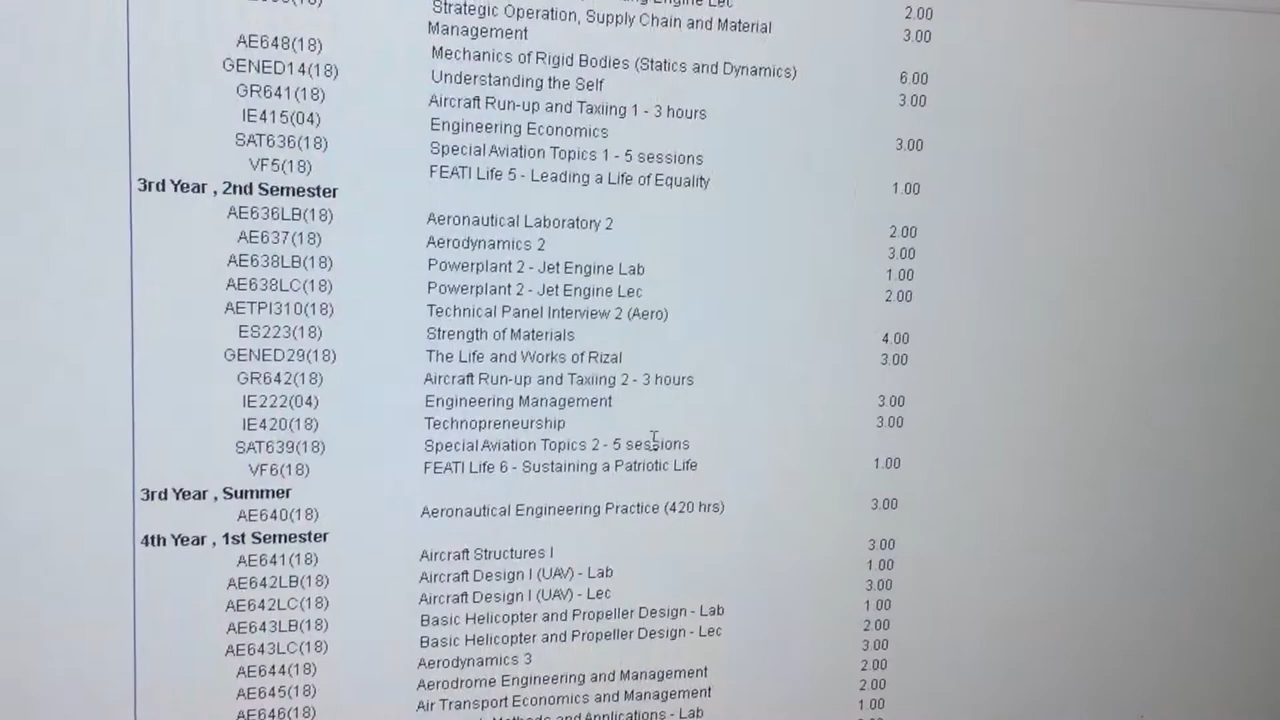 Engine Lec 2.00
Strategic Operation, Supply Chain and Material 3.00
Management
AE648(18) Mechanics of Rigid Bodies (Statics and Dynamics) 6.00
GENED14(18) Understanding the Self 3.00
GR641(18) Aircraft Run-up and Taxiing 1 - 3 hours
IE415(04) Engineering Economics 3.00
SAT636(18) Special Aviation Topics 1 - 5 sessions
VF5(18) FEATI Life 5 - Leading a Life of Equality 1.00
3rd Year , 2nd Semester
AE636LB(18) Aeronautical Laboratory 2 2.00
AE637(18) Aerodynamics 2 3.00
AE638LB(18) Powerplant 2 - Jet Engine Lab 1.00
AE638LC(18) Powerplant 2 - Jet Engine Lec 2.00
AETPI310(18) Technical Panel Interview 2 (Aero)
ES223(18) Strength of Materials 4.00
GENED29(18) The Life and Works of Rizal 3.00
GR642(18) Aircraft Run-up and Taxiing 2 - 3 hours
IE222(04) Engineering Management 3.00
IE420(18) Technopreneurship 3.00
SAT639(18) Special Aviation Topics 2 - 5 sessions
VF6(18) FEATI Life 6 - Sustaining a Patriotic Life 1.00
3rd Year , Summer
AE640(18) Aeronautical Engineering Practice (420 hrs) 3.00
4th Year , 1st Semester
AE641(18) Aircraft Structures I 3.00
AE642LB(18) Aircraft Design I (UAV) - Lab 1.00
AE642LC(18) Aircraft Design I (UAV) - Lec 3.00
AE643LB(18) Basic Helicopter and Propeller Design - Lab 1.00
AE643LC(18) Basic Helicopter and Propeller Design - Lec 2.00
AE644(18) Aerodynamics 3 3.00
AE645(18) Aerodrome Engineering and Management 2.00
AE646(18) Air Transport Economics and Management 2.00
and Applications - Lab 1.00